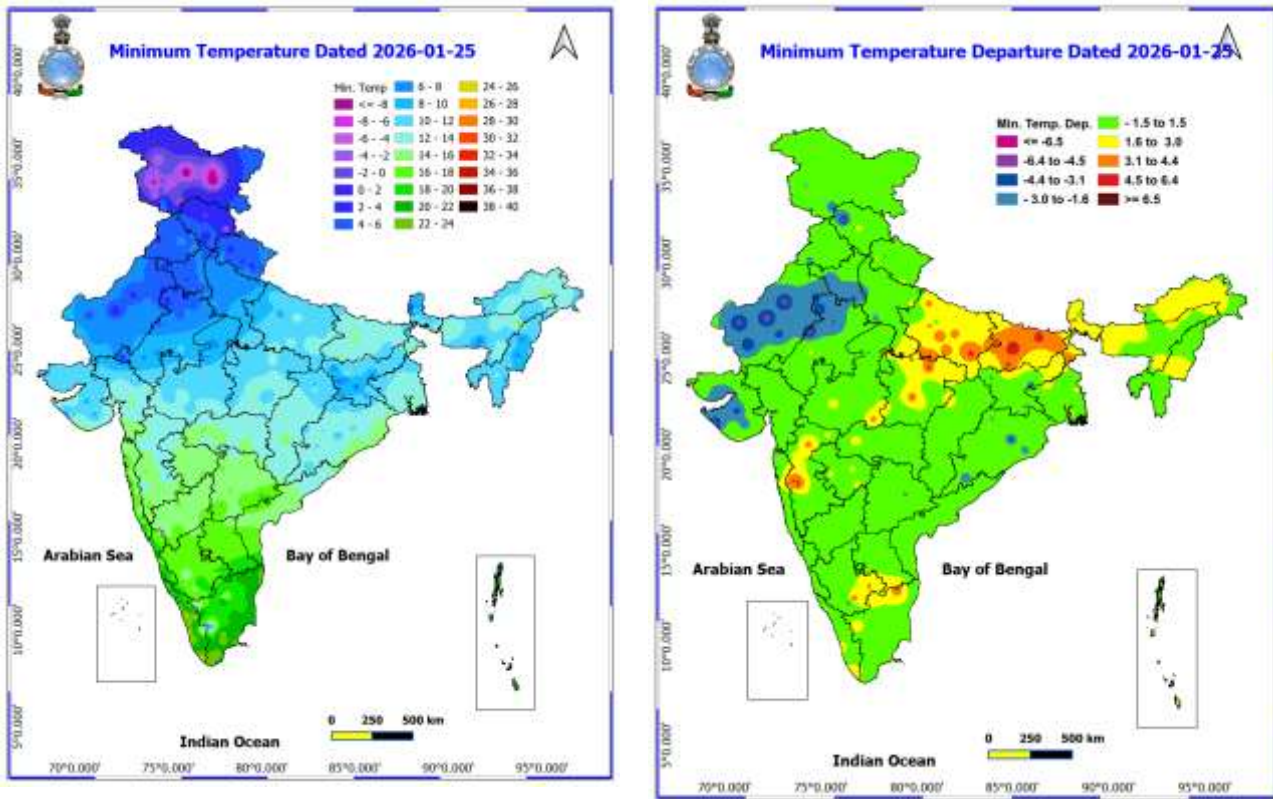 Minimum Temperature Dated 2026-01-25
Min. Temp
<= -8
-8 - -6
-6 - -4
-4 - -2
-2 - 0
0 - 2
2 - 4
4 - 6
6 - 8
8 - 10
10 - 12
12 - 14
14 - 16
16 - 18
18 - 20
20 - 22
22 - 24
24 - 26
26 - 28
28 - 30
30 - 32
32 - 34
34 - 36
36 - 38
38 - 40
40°0.000'
35°0.000'
30°0.000'
25°0.000'
20°0.000'
15°0.000'
10°0.000'
5°0.000'
Arabian Sea
Bay of Bengal
0 250 500 km
Indian Ocean
70°0.000' 75°0.000' 80°0.000' 85°0.000' 90°0.000' 95°0.000'
Minimum Temperature Departure Dated 2026-01-25
Min. Temp. Dep.
<= -6.5
-6.4 to -4.5
-4.4 to -3.1
- 3.0 to -1.6
- 1.5 to 1.5
1.6 to 3.0
3.1 to 4.4
4.5 to 6.4
>= 6.5
40°0.000'
35°0.000'
30°0.000'
25°0.000'
20°0.000'
15°0.000'
10°0.000'
5°0.000'
Arabian Sea
Bay of Bengal
0 250 500 km
Indian Ocean
70°0.000' 75°0.000' 80°0.000' 85°0.000' 90°0.000' 95°0.000'